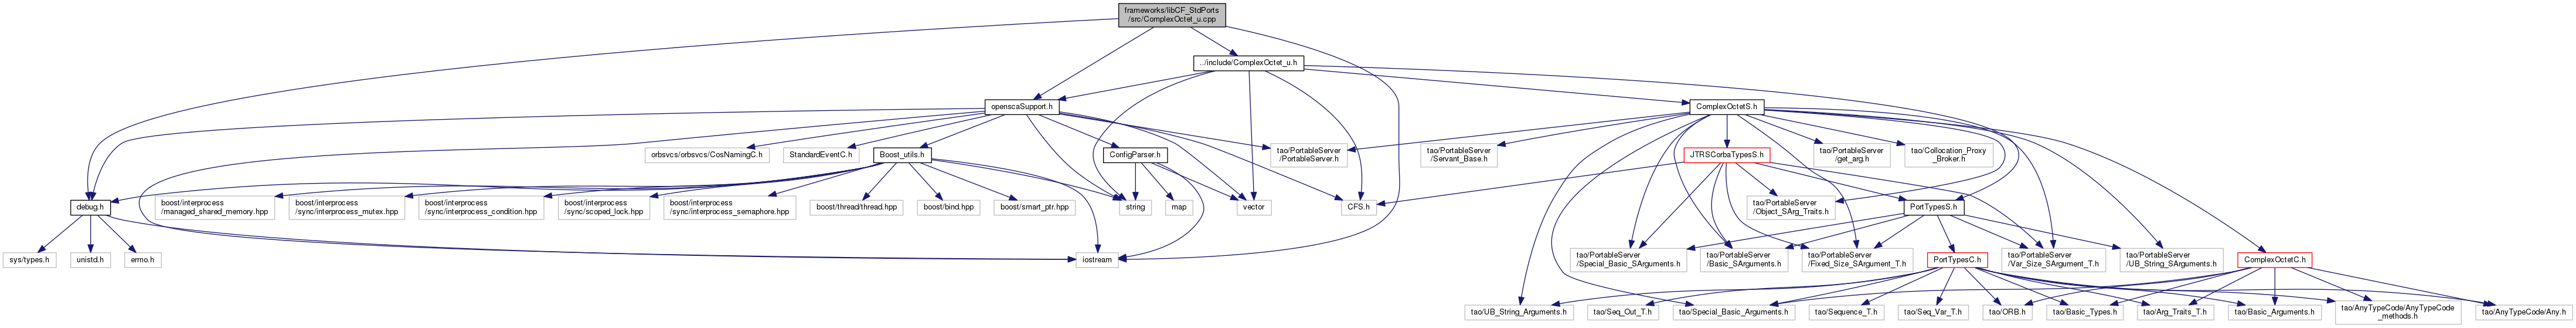 frameworks/libCF_StdPorts
/src/ComplexOctet_u.cpp
../include/ComplexOctet_u.h
openscaSupport.h
ComplexOctetS.h
orbsvcs/orbsvcs/CosNamingC.h
StandardEventC.h
Boost_utils.h
ConfigParser.h
tao/PortableServer
/PortableServer.h
tao/PortableServer
/Servant_Base.h
JTRSCorbaTypesS.h
tao/PortableServer
/get_arg.h
tao/Collocation_Proxy
_Broker.h
debug.h
boost/interprocess
/managed_shared_memory.hpp
boost/interprocess
/sync/interprocess_mutex.hpp
boost/interprocess
/sync/interprocess_condition.hpp
boost/interprocess
/sync/scoped_lock.hpp
boost/interprocess
/sync/interprocess_semaphore.hpp
boost/thread/thread.hpp
boost/bind.hpp
boost/smart_ptr.hpp
string
map
vector
CFS.h
tao/PortableServer
/Object_SArg_Traits.h
PortTypesS.h
sys/types.h
unistd.h
errno.h
iostream
tao/PortableServer
/Special_Basic_SArguments.h
tao/PortableServer
/Basic_SArguments.h
tao/PortableServer
/Fixed_Size_SArgument_T.h
PortTypesC.h
tao/PortableServer
/Var_Size_SArgument_T.h
tao/PortableServer
/UB_String_SArguments.h
ComplexOctetC.h
tao/UB_String_Arguments.h
tao/Seq_Out_T.h
tao/Special_Basic_Arguments.h
tao/Sequence_T.h
tao/Seq_Var_T.h
tao/ORB.h
tao/Basic_Types.h
tao/Arg_Traits_T.h
tao/Basic_Arguments.h
tao/AnyTypeCode/AnyTypeCode
_methods.h
tao/AnyTypeCode/Any.h